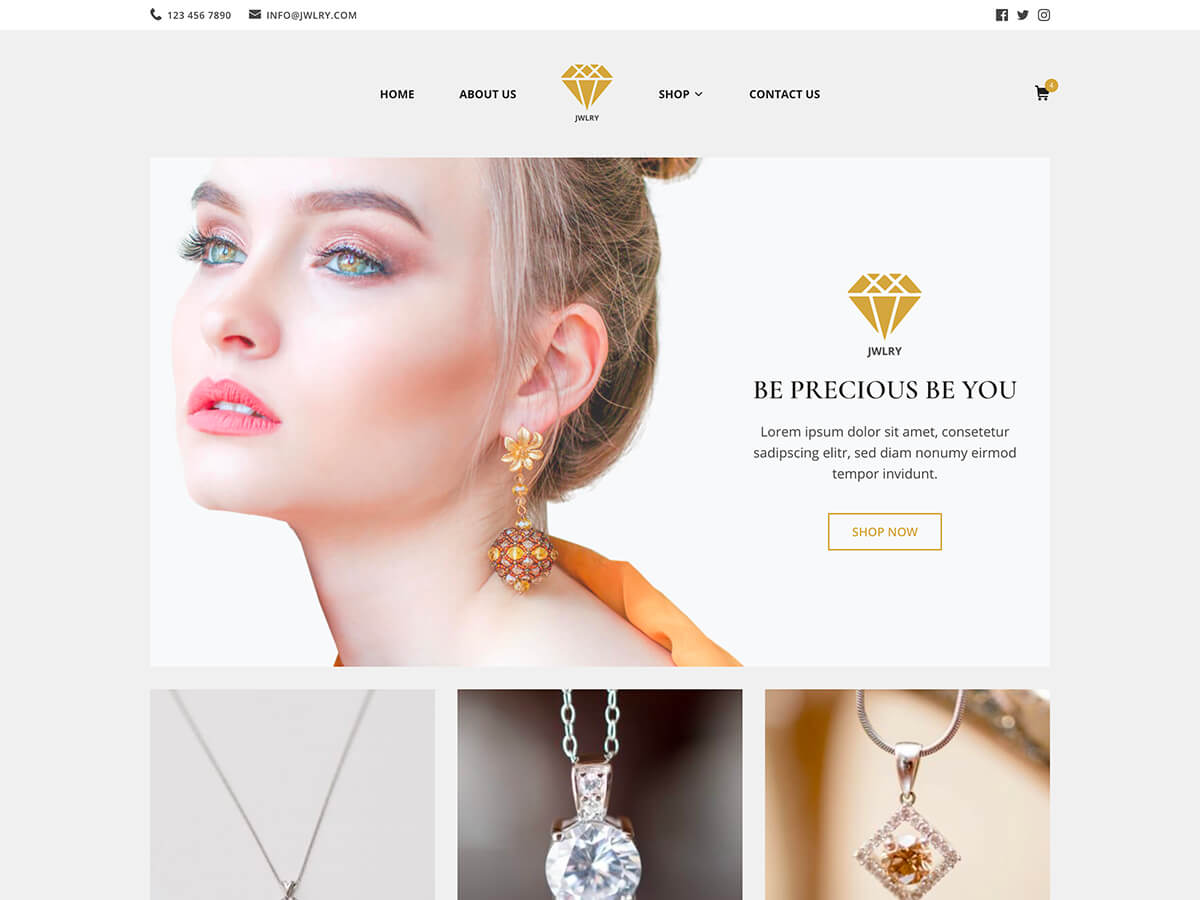 123 456 7890 INFO@JWLRY.COM
HOME ABOUT US JWLRY SHOP CONTACT US 4
JWLRY
BE PRECIOUS BE YOU
Lorem ipsum dolor sit amet, consetetur
sadipscing elitr, sed diam nonumy eirmod
tempor invidunt.
SHOP NOW